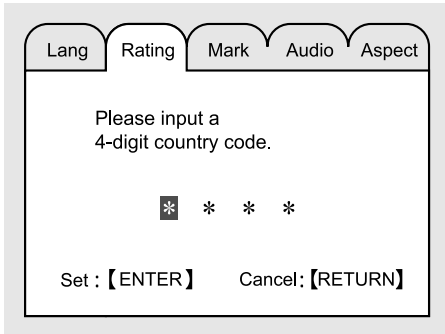 Lang Rating Mark Audio Aspect
Please input a
4-digit country code.
* * * *
Set :【ENTER】 Cancel:【RETURN】